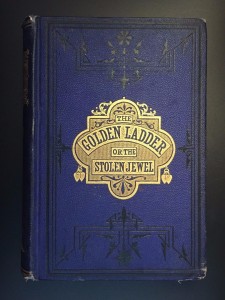 THE
GOLDEN LADDER
OR THE
STOLEN JEWEL